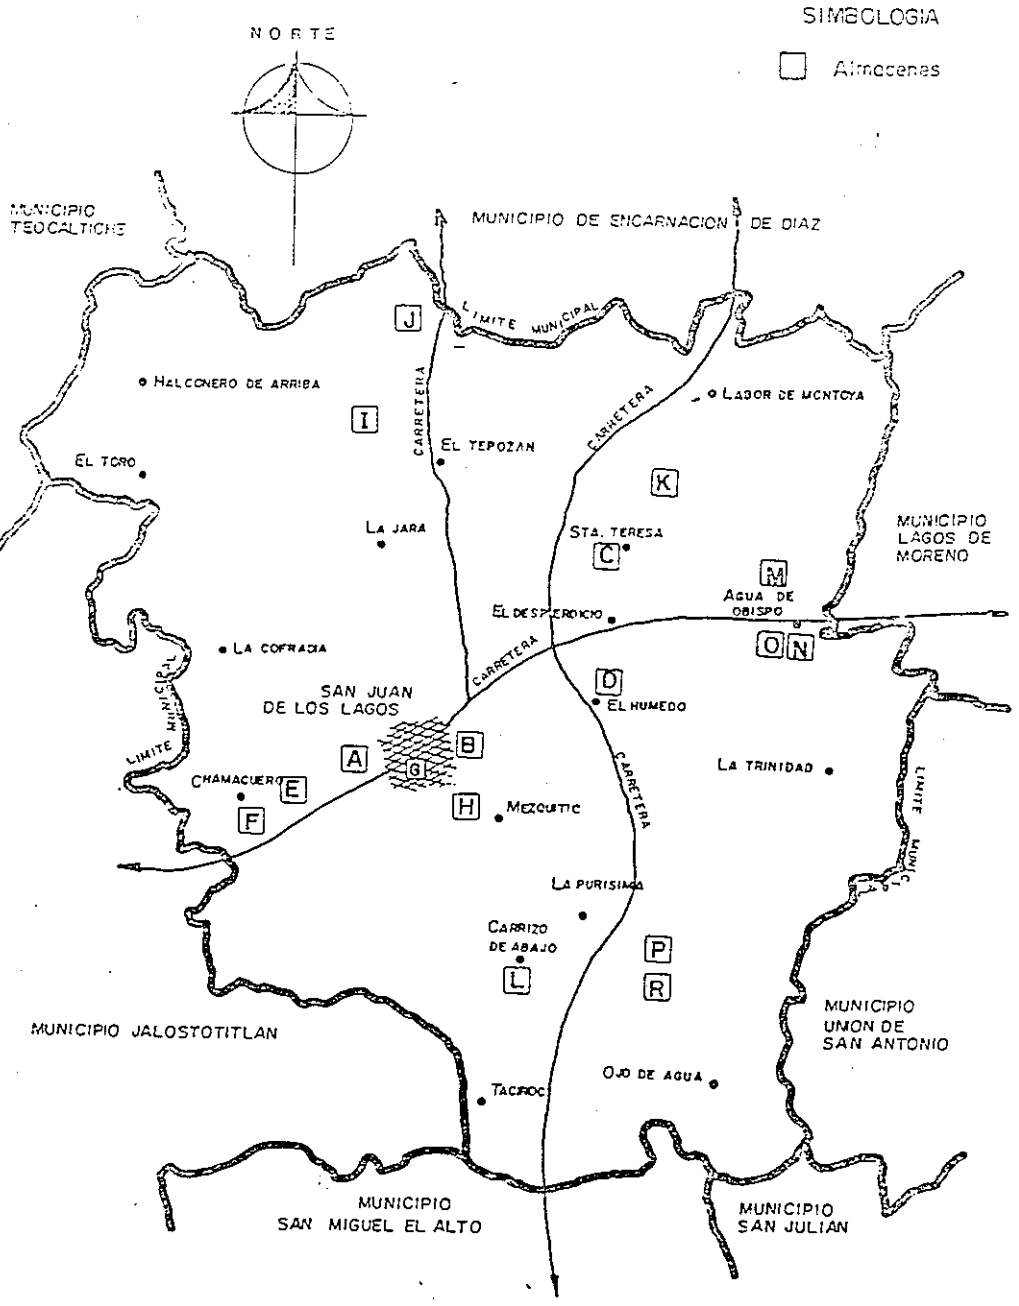 SIMBOLOGIA
Almacenes
NORTE
MUNICIPIO
TEOCALTICHE
MUNICIPIO DE ENCARNACION DE DIAZ
J
LIMITE MUNICIPAL
HALCONERO DE ARRIBA
CARRETERA
CARRETERA
LABOR DE MONTOYA
I
EL TORO
EL TEPOZAN
K
LA JARA
STA. TERESA
C
MUNICIPIO
LAGOS DE
MORENO
M
AGUA DE
OBISPO
EL DESPERDICIO
O N
LA COFRADIA
CARRETERA
LIMITE MUNICIPAL
SAN JUAN
DE LOS LAGOS
D
EL HUMEDO
A
B
G
LA TRINIDAD
CHAMACUERO
E
F
H
MEZQUITIC
CARRETERA
LIMITE MUNICI
LA PURISIMA
CARRIZO
DE ABAJO
L
P
R
MUNICIPIO JALOSTOTITLAN
MUNICIPIO
UNION DE
SAN ANTONIO
OJO DE AGUA
MUNICIPIO
SAN MIGUEL EL ALTO
MUNICIPIO
SAN JULIAN